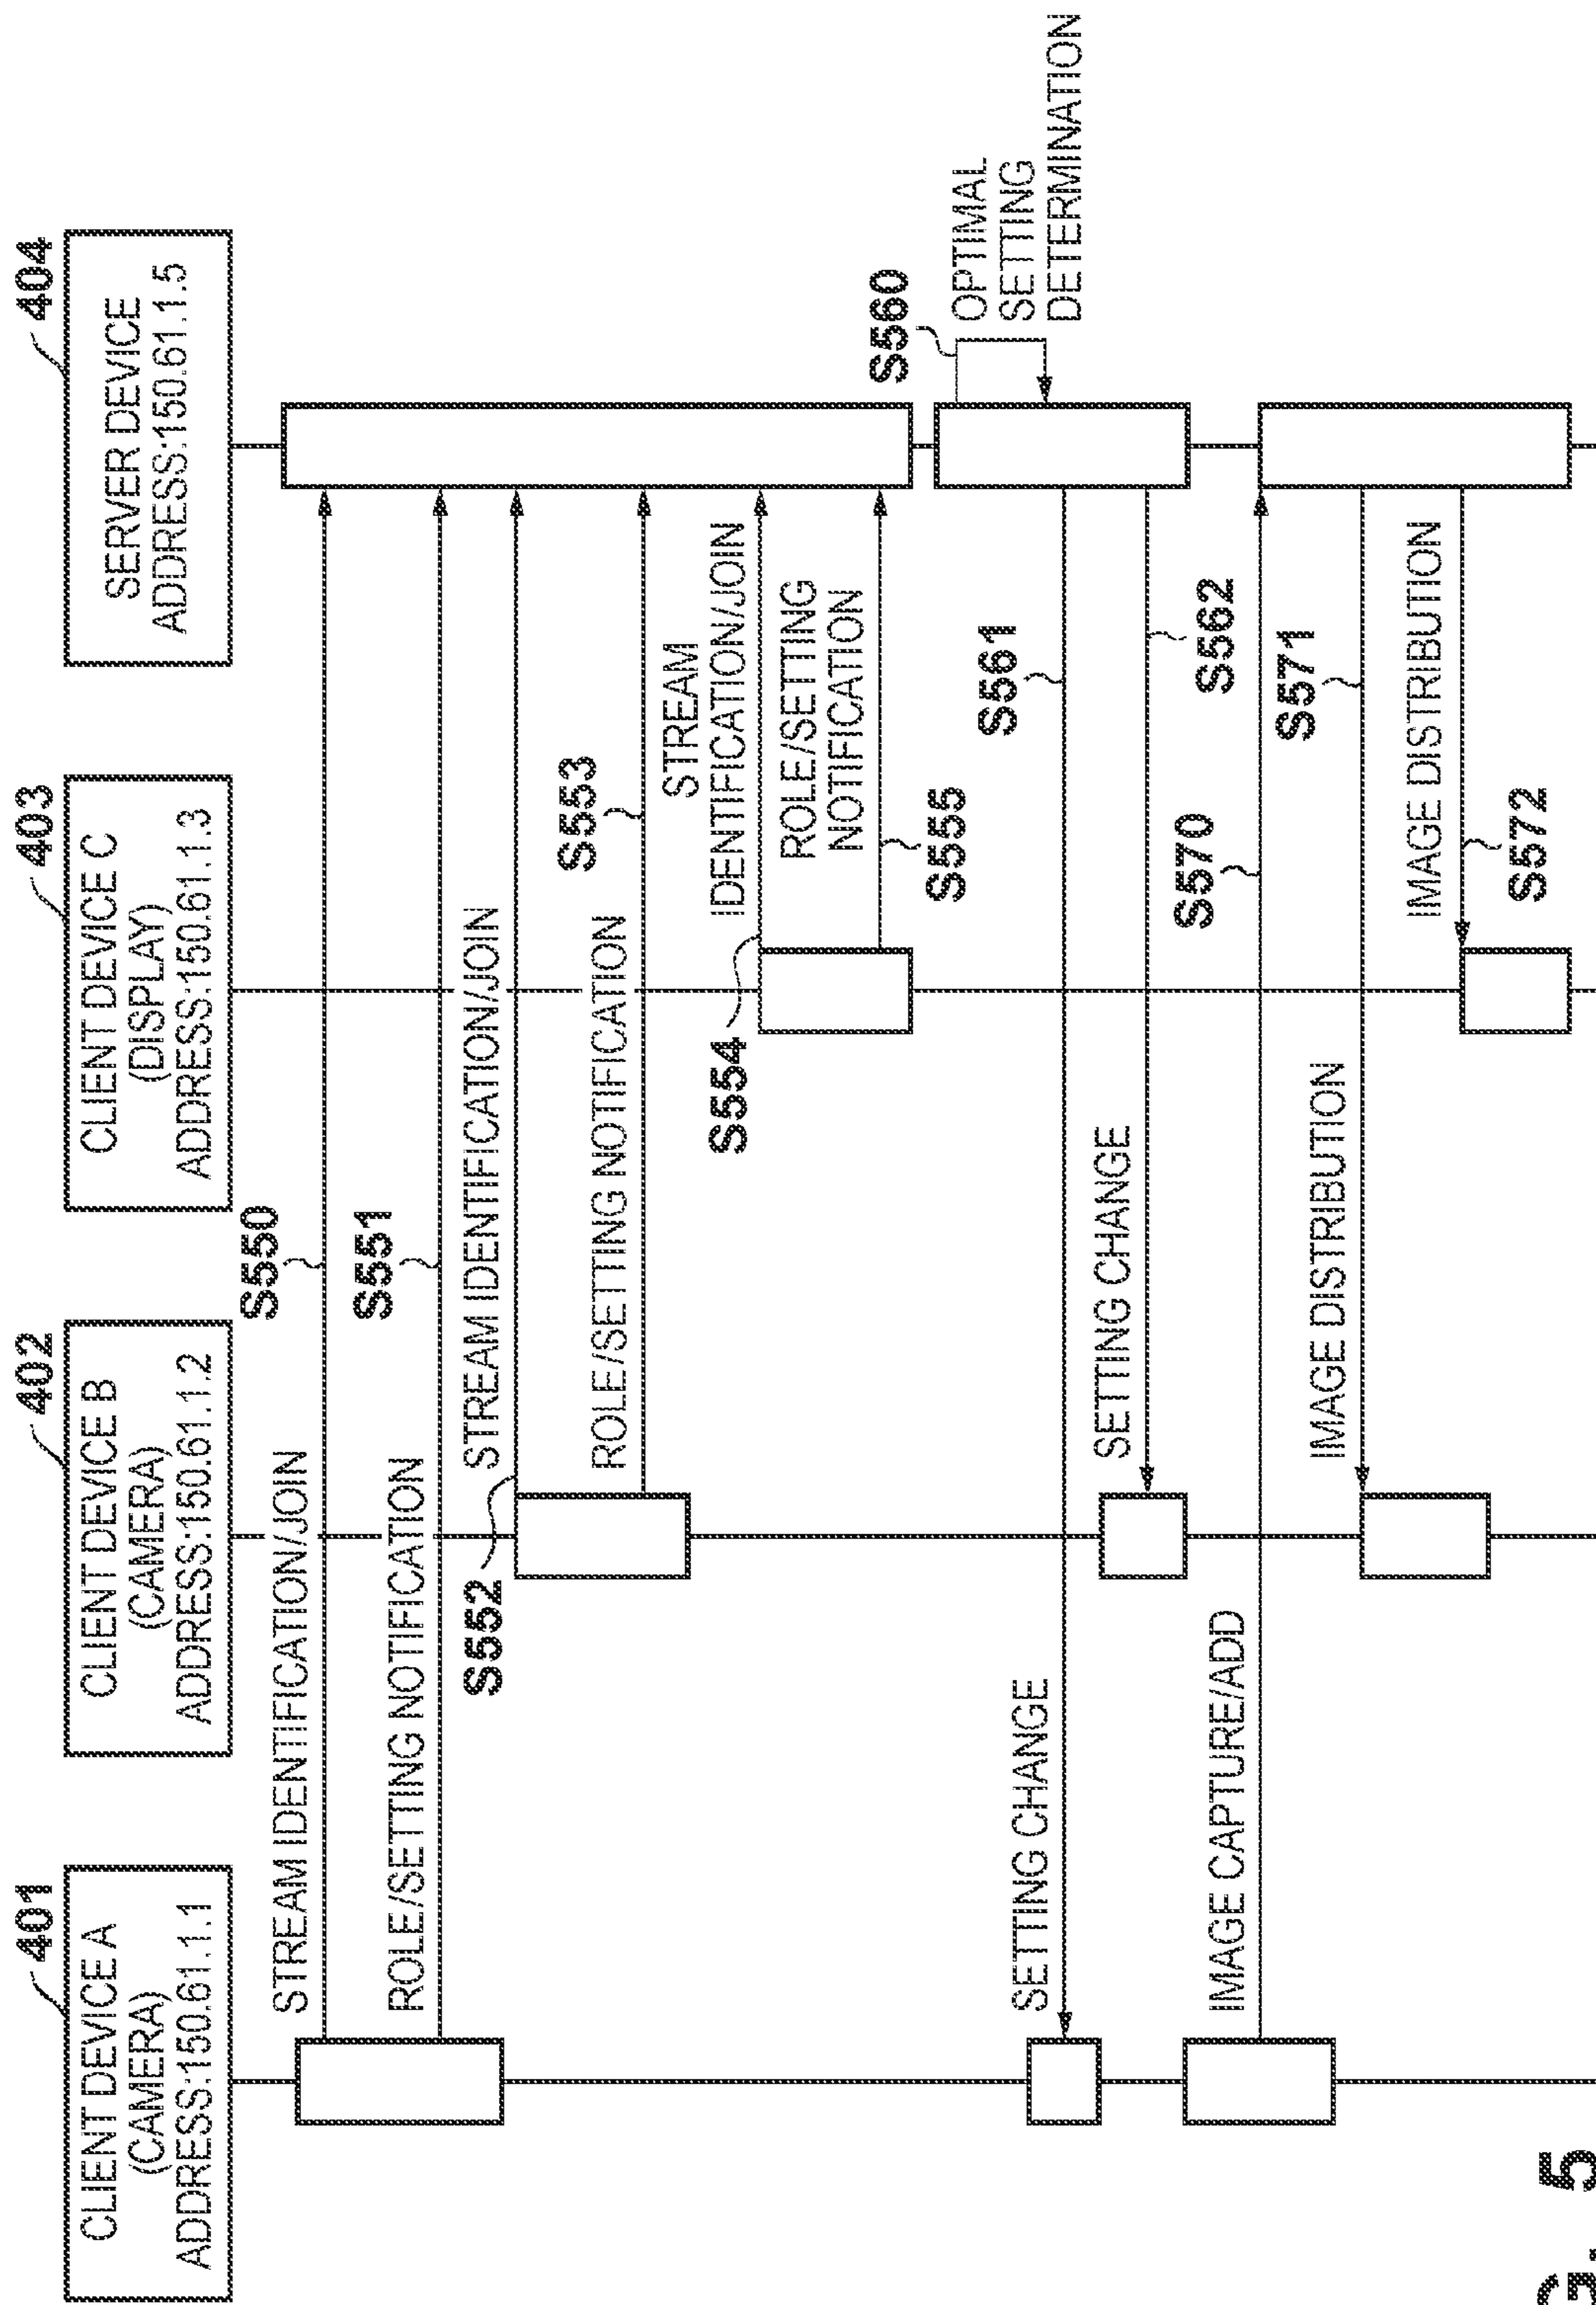 401
CLIENT DEVICE A
(CAMERA)
ADDRESS:150.61.1.1
402
CLIENT DEVICE B
(CAMERA)
ADDRESS:150.61.1.2
403
CLIENT DEVICE C
(DISPLAY)
ADDRESS:150.61.1.3
404
SERVER DEVICE
ADDRESS:150.61.1.5
S550
STREAM IDENTIFICATION/JOIN
S551
ROLE/SETTING NOTIFICATION
S552
STREAM IDENTIFICATION/JOIN
S553
ROLE/SETTING NOTIFICATION
S554
STREAM
IDENTIFICATION/JOIN
ROLE/SETTING
NOTIFICATION
S555
S560
OPTIMAL
SETTING
DETERMINATION
S561
SETTING CHANGE
SETTING CHANGE
S562
S570
IMAGE CAPTURE/ADD
S571
IMAGE DISTRIBUTION
IMAGE DISTRIBUTION
S572
G. 5